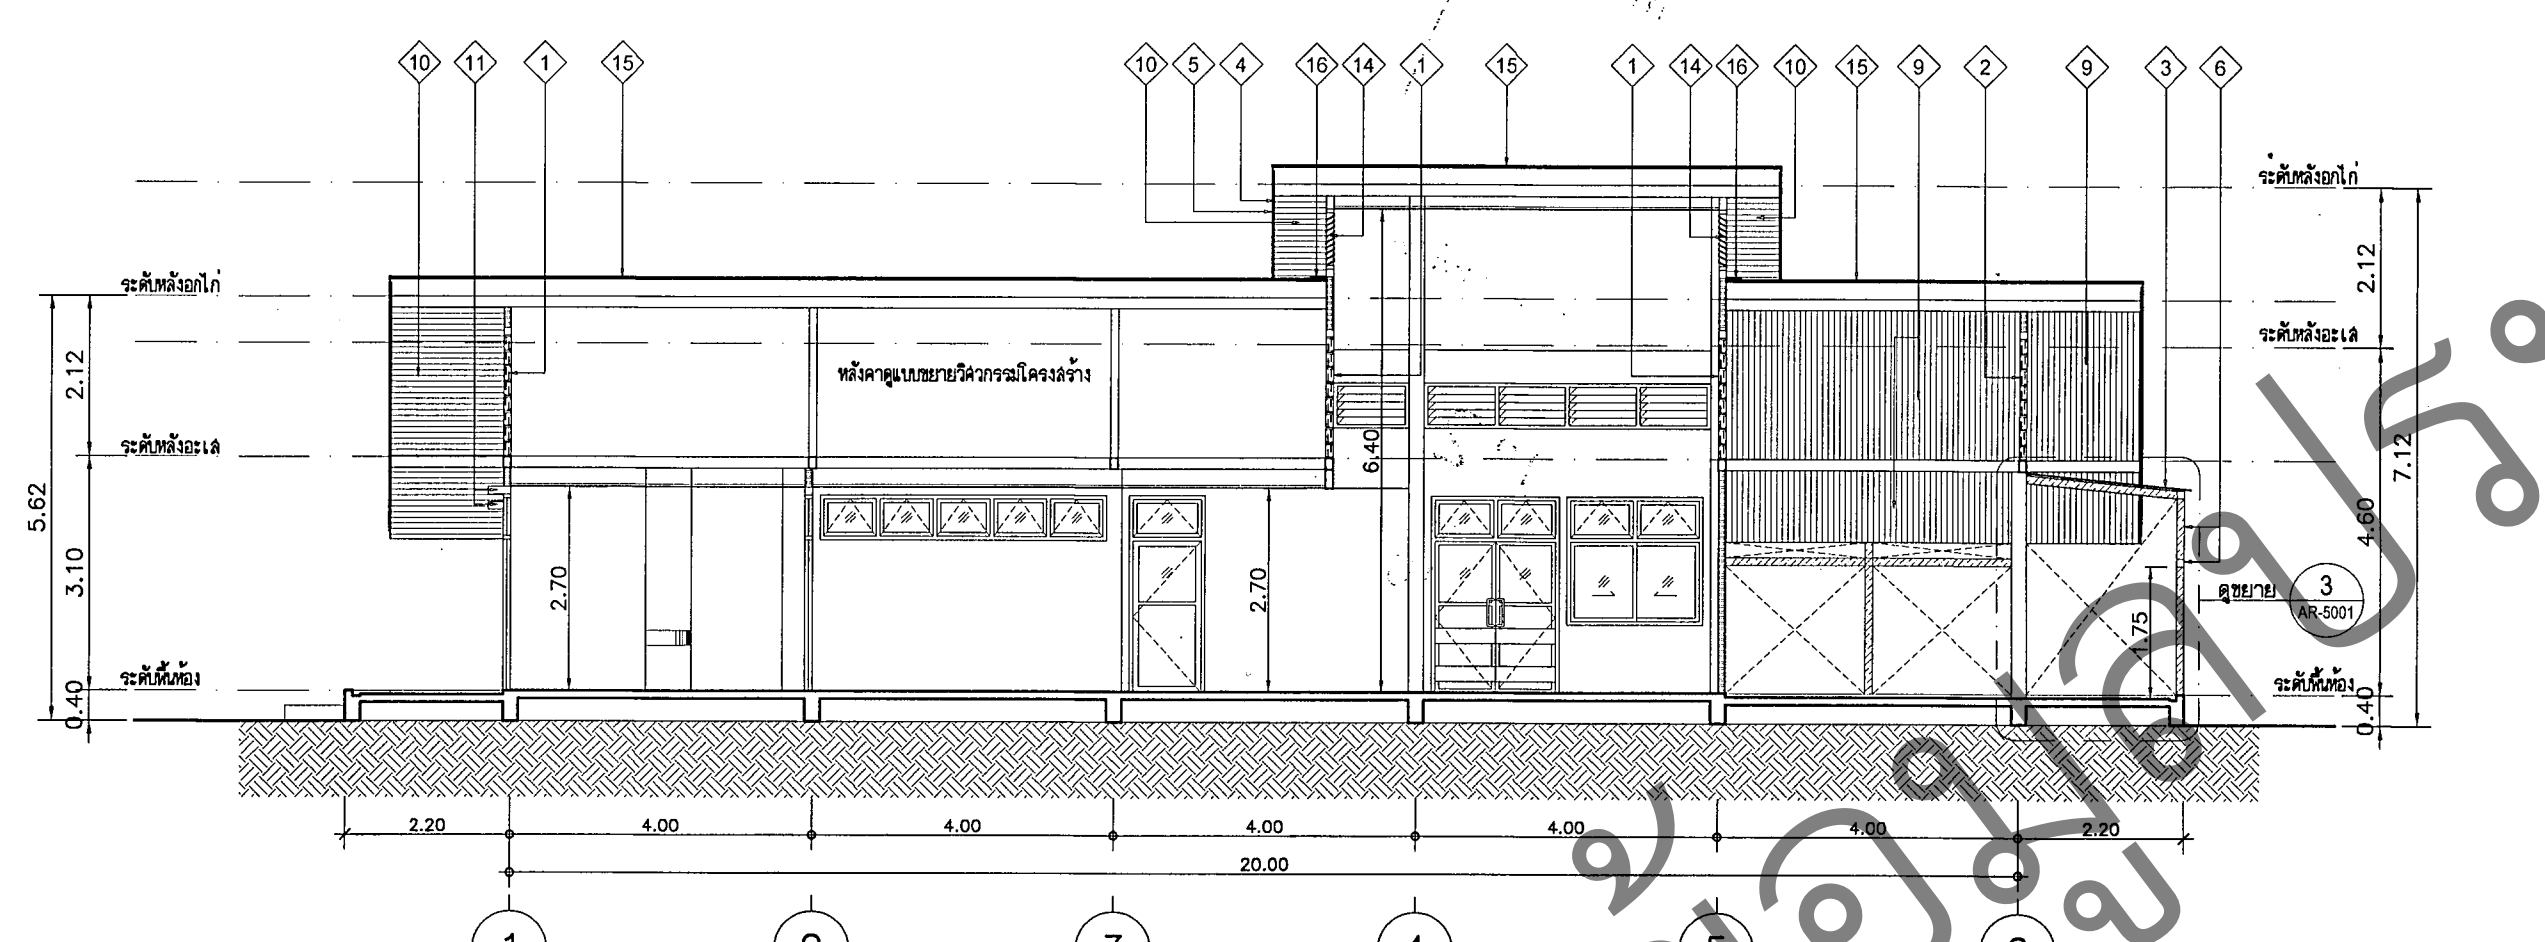 10 11 1 15 10 5 4 16 14 1 15 1 14 16 10 15 9 2 9 3 6
ระดับหลังอกไก่
ระดับหลังอกไก่
ระดับหลังอะเส
ระดับหลังอะเส
หลังคาดูแบบขยายวิศวกรรมโครงสร้าง
2.12
3.10
0.40
5.62
2.12
4.60
0.40
7.12
6.40
2.70
2.70
1.75
ดูขยาย
3
AR-5001
ระดับพื้นห้อง
ระดับพื้นห้อง
2.20 4.00 4.00 4.00 4.00 4.00 2.20
20.00
1
5